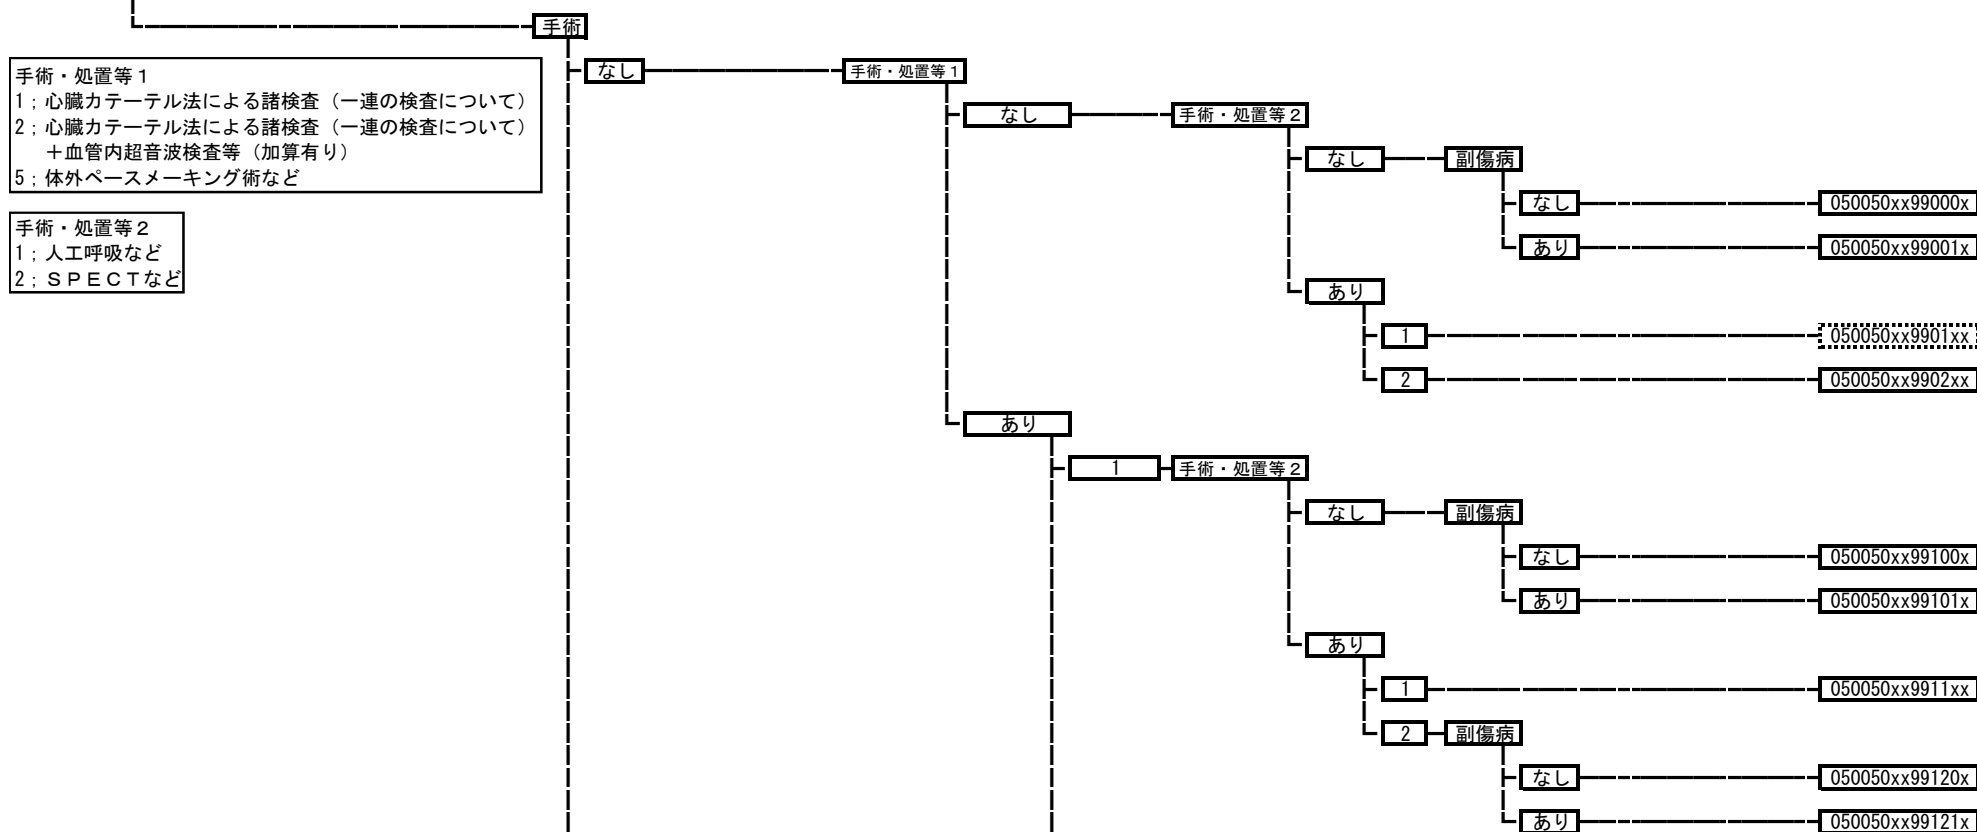 手術
手術・処置等1
1；心臓カテーテル法による諸検査（一連の検査について）
2；心臓カテーテル法による諸検査（一連の検査について）
＋血管内超音波検査等（加算有り）
5；体外ペースメーキング術など
手術・処置等2
1；人工呼吸など
2；ＳＰＥＣＴなど
なし 手術・処置等1
なし 手術・処置等2
なし 副傷病
なし 050050xx99000x
あり 050050xx99001x
あり
1 050050xx9901xx
2 050050xx9902xx
あり
1 手術・処置等2
なし 副傷病
なし 050050xx99100x
あり 050050xx99101x
あり
1 050050xx9911xx
2 副傷病
なし 050050xx99120x
あり 050050xx99121x